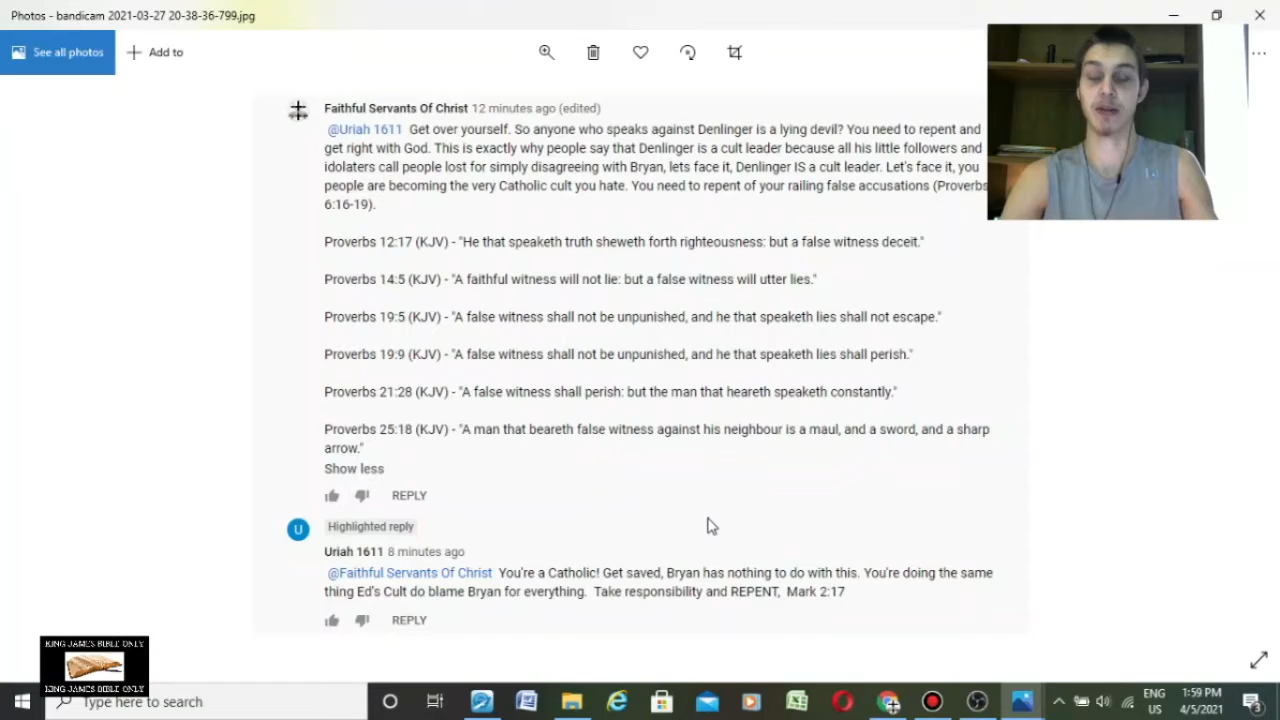 Photos - bandicam 2021-03-27 20-38-36-799.jpg
See all photos
Add to
Faithful Servants Of Christ 12 minutes ago (edited)
@Uriah 1611 Get over yourself. So anyone who speaks against Denlinger is a lying devil? You need to repent and
get right with God. This is exactly why people say that Denlinger is a cult leader because all his little followers and
idolaters call people lost for simply disagreeing with Bryan, lets face it, Denlinger IS a cult leader. Let's face it, you
people are becoming the very Catholic cult you hate. You need to repent of your railing false accusations (Proverbs
6:16-19).
Proverbs 12:17 (KJV) - "He that speaketh truth sheweth forth righteousness: but a false witness deceit."
Proverbs 14:5 (KJV) - "A faithful witness will not lie: but a false witness will utter lies."
Proverbs 19:5 (KJV) - "A false witness shall not be unpunished, and he that speaketh lies shall not escape."
Proverbs 19:9 (KJV) - "A false witness shall not be unpunished, and he that speaketh lies shall perish."
Proverbs 21:28 (KJV) - "A false witness shall perish: but the man that heareth speaketh constantly."
Proverbs 25:18 (KJV) - "A man that beareth false witness against his neighbour is a maul, and a sword, and a sharp
arrow."
Show less
REPLY
U
Highlighted reply
Uriah 1611 8 minutes ago
@Faithful Servants Of Christ You're a Catholic! Get saved, Bryan has nothing to do with this. You're doing the same
thing Ed's Cult do blame Bryan for everything. Take responsibility and REPENT, Mark 2:17
REPLY
KING JAMES BIBLE ONLY
KING JAMES BIBLE ONLY
Type here to search
ENG
US
1:59 PM
4/5/2021
3